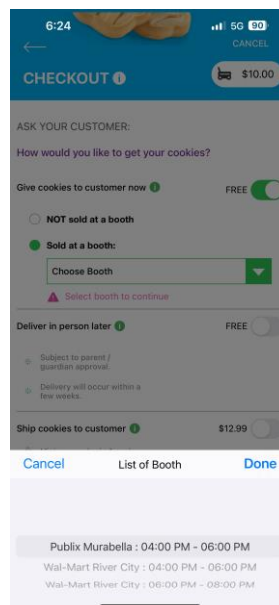 6:24
5G 90
CANCEL
CHECKOUT
$10.00
ASK YOUR CUSTOMER:
How would you like to get your cookies?
Give cookies to customer now
FREE
NOT sold at a booth
Sold at a booth:
Choose Booth
Select booth to continue
Deliver in person later
FREE
Subject to parent /
guardian approval.
Delivery will occur within a
few weeks.
Ship cookies to customer
$12.99
Cancel
List of Booth
Done
Publix Murabella : 04:00 PM - 06:00 PM
Wal-Mart River City : 04:00 PM - 06:00 PM
Wal-Mart River City : 06:00 PM - 08:00 PM